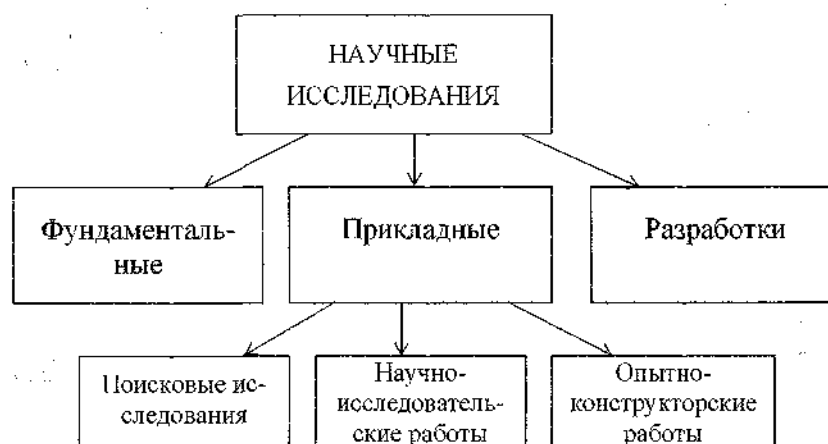 НАУЧНЫЕ
ИССЛЕДОВАНИЯ
Фундаменталь-
ные
Прикладные
Разработки
Поисковые ис-
следования
Научно-
исследователь-
ские работы
Опытно-
конструкторские
работы